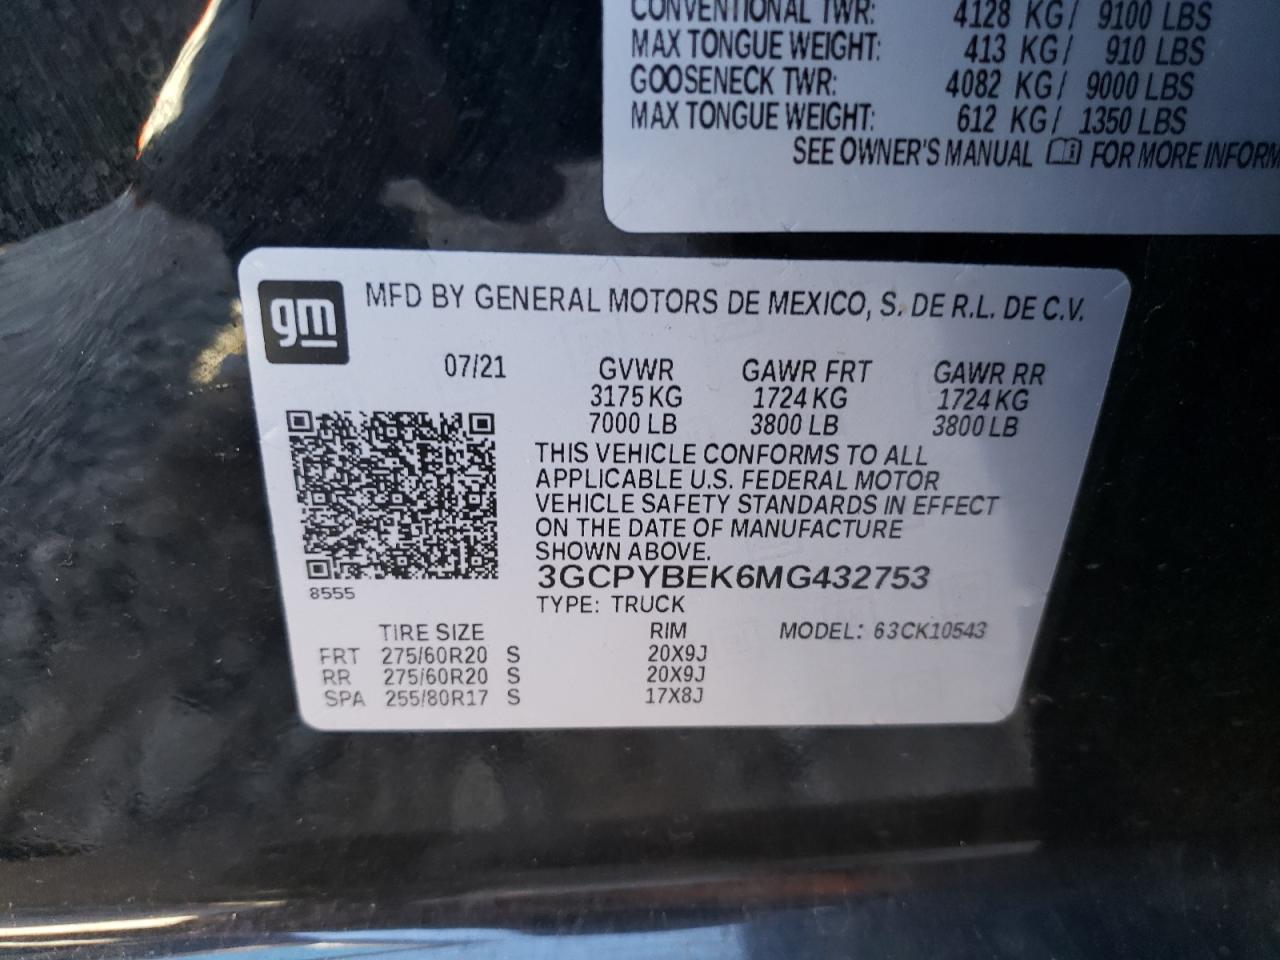 CONVENTIONAL TWR: 4128 KG/ 9100 LBS
MAX TONGUE WEIGHT: 413 KG/ 910 LBS
GOOSENECK TWR: 4082 KG/ 9000 LBS
MAX TONGUE WEIGHT: 612 KG/ 1350 LBS
SEE OWNER'S MANUAL FOR MORE INFORM
gm
MFD BY GENERAL MOTORS DE MEXICO, S. DE R.L. DE C.V.
07/21 GVWR GAWR FRT GAWR RR
3175 KG 1724 KG 1724 KG
7000 LB 3800 LB 3800 LB
THIS VEHICLE CONFORMS TO ALL
APPLICABLE U.S. FEDERAL MOTOR
VEHICLE SAFETY STANDARDS IN EFFECT
ON THE DATE OF MANUFACTURE
SHOWN ABOVE.
3GCPYBEK6MG432753
8555
TYPE: TRUCK
TIRE SIZE RIM MODEL: 63CK10543
FRT 275/60R20 S 20X9J
RR 275/60R20 S 20X9J
SPA 255/80R17 S 17X8J